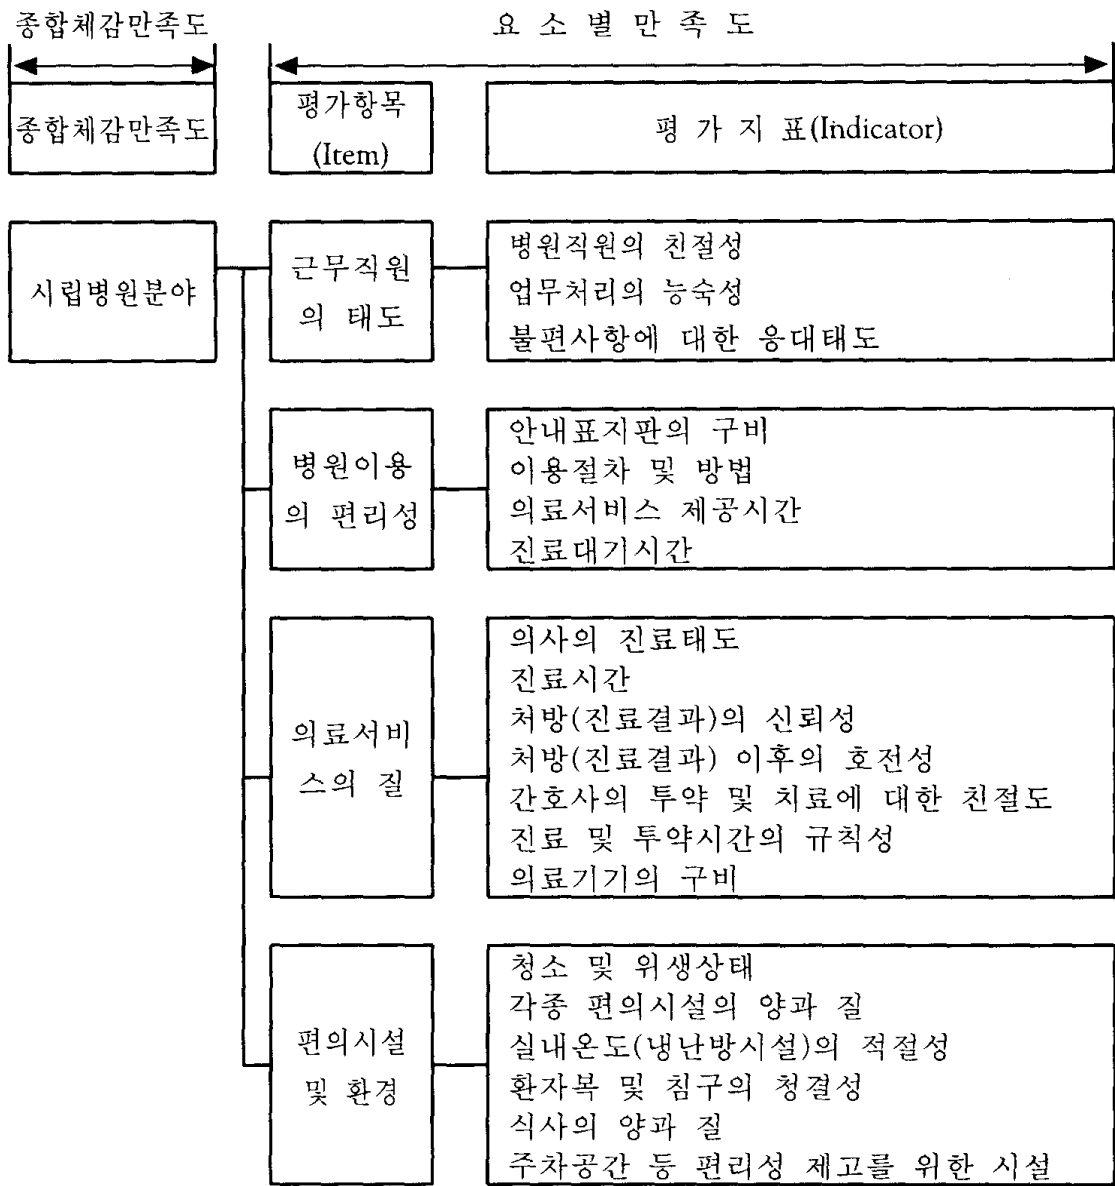 종합체감만족도
요 소 별 만 족 도
종합체감만족도
평가항목
(Item)
평 가 지 표(Indicator)
시립병원분야
근무직원
의 태도
병원직원의 친절성
업무처리의 능숙성
불편사항에 대한 응대태도
병원이용
의 편리성
안내표지판의 구비
이용절차 및 방법
의료서비스 제공시간
진료대기시간
의료서비
스의 질
의사의 진료태도
진료시간
처방(진료결과)의 신뢰성
처방(진료결과) 이후의 호전성
간호사의 투약 및 치료에 대한 친절도
진료 및 투약시간의 규칙성
의료기기의 구비
편의시설
및 환경
청소 및 위생상태
각종 편의시설의 양과 질
실내온도(냉난방시설)의 적절성
환자복 및 침구의 청결성
식사의 양과 질
주차공간 등 편리성 제고를 위한 시설